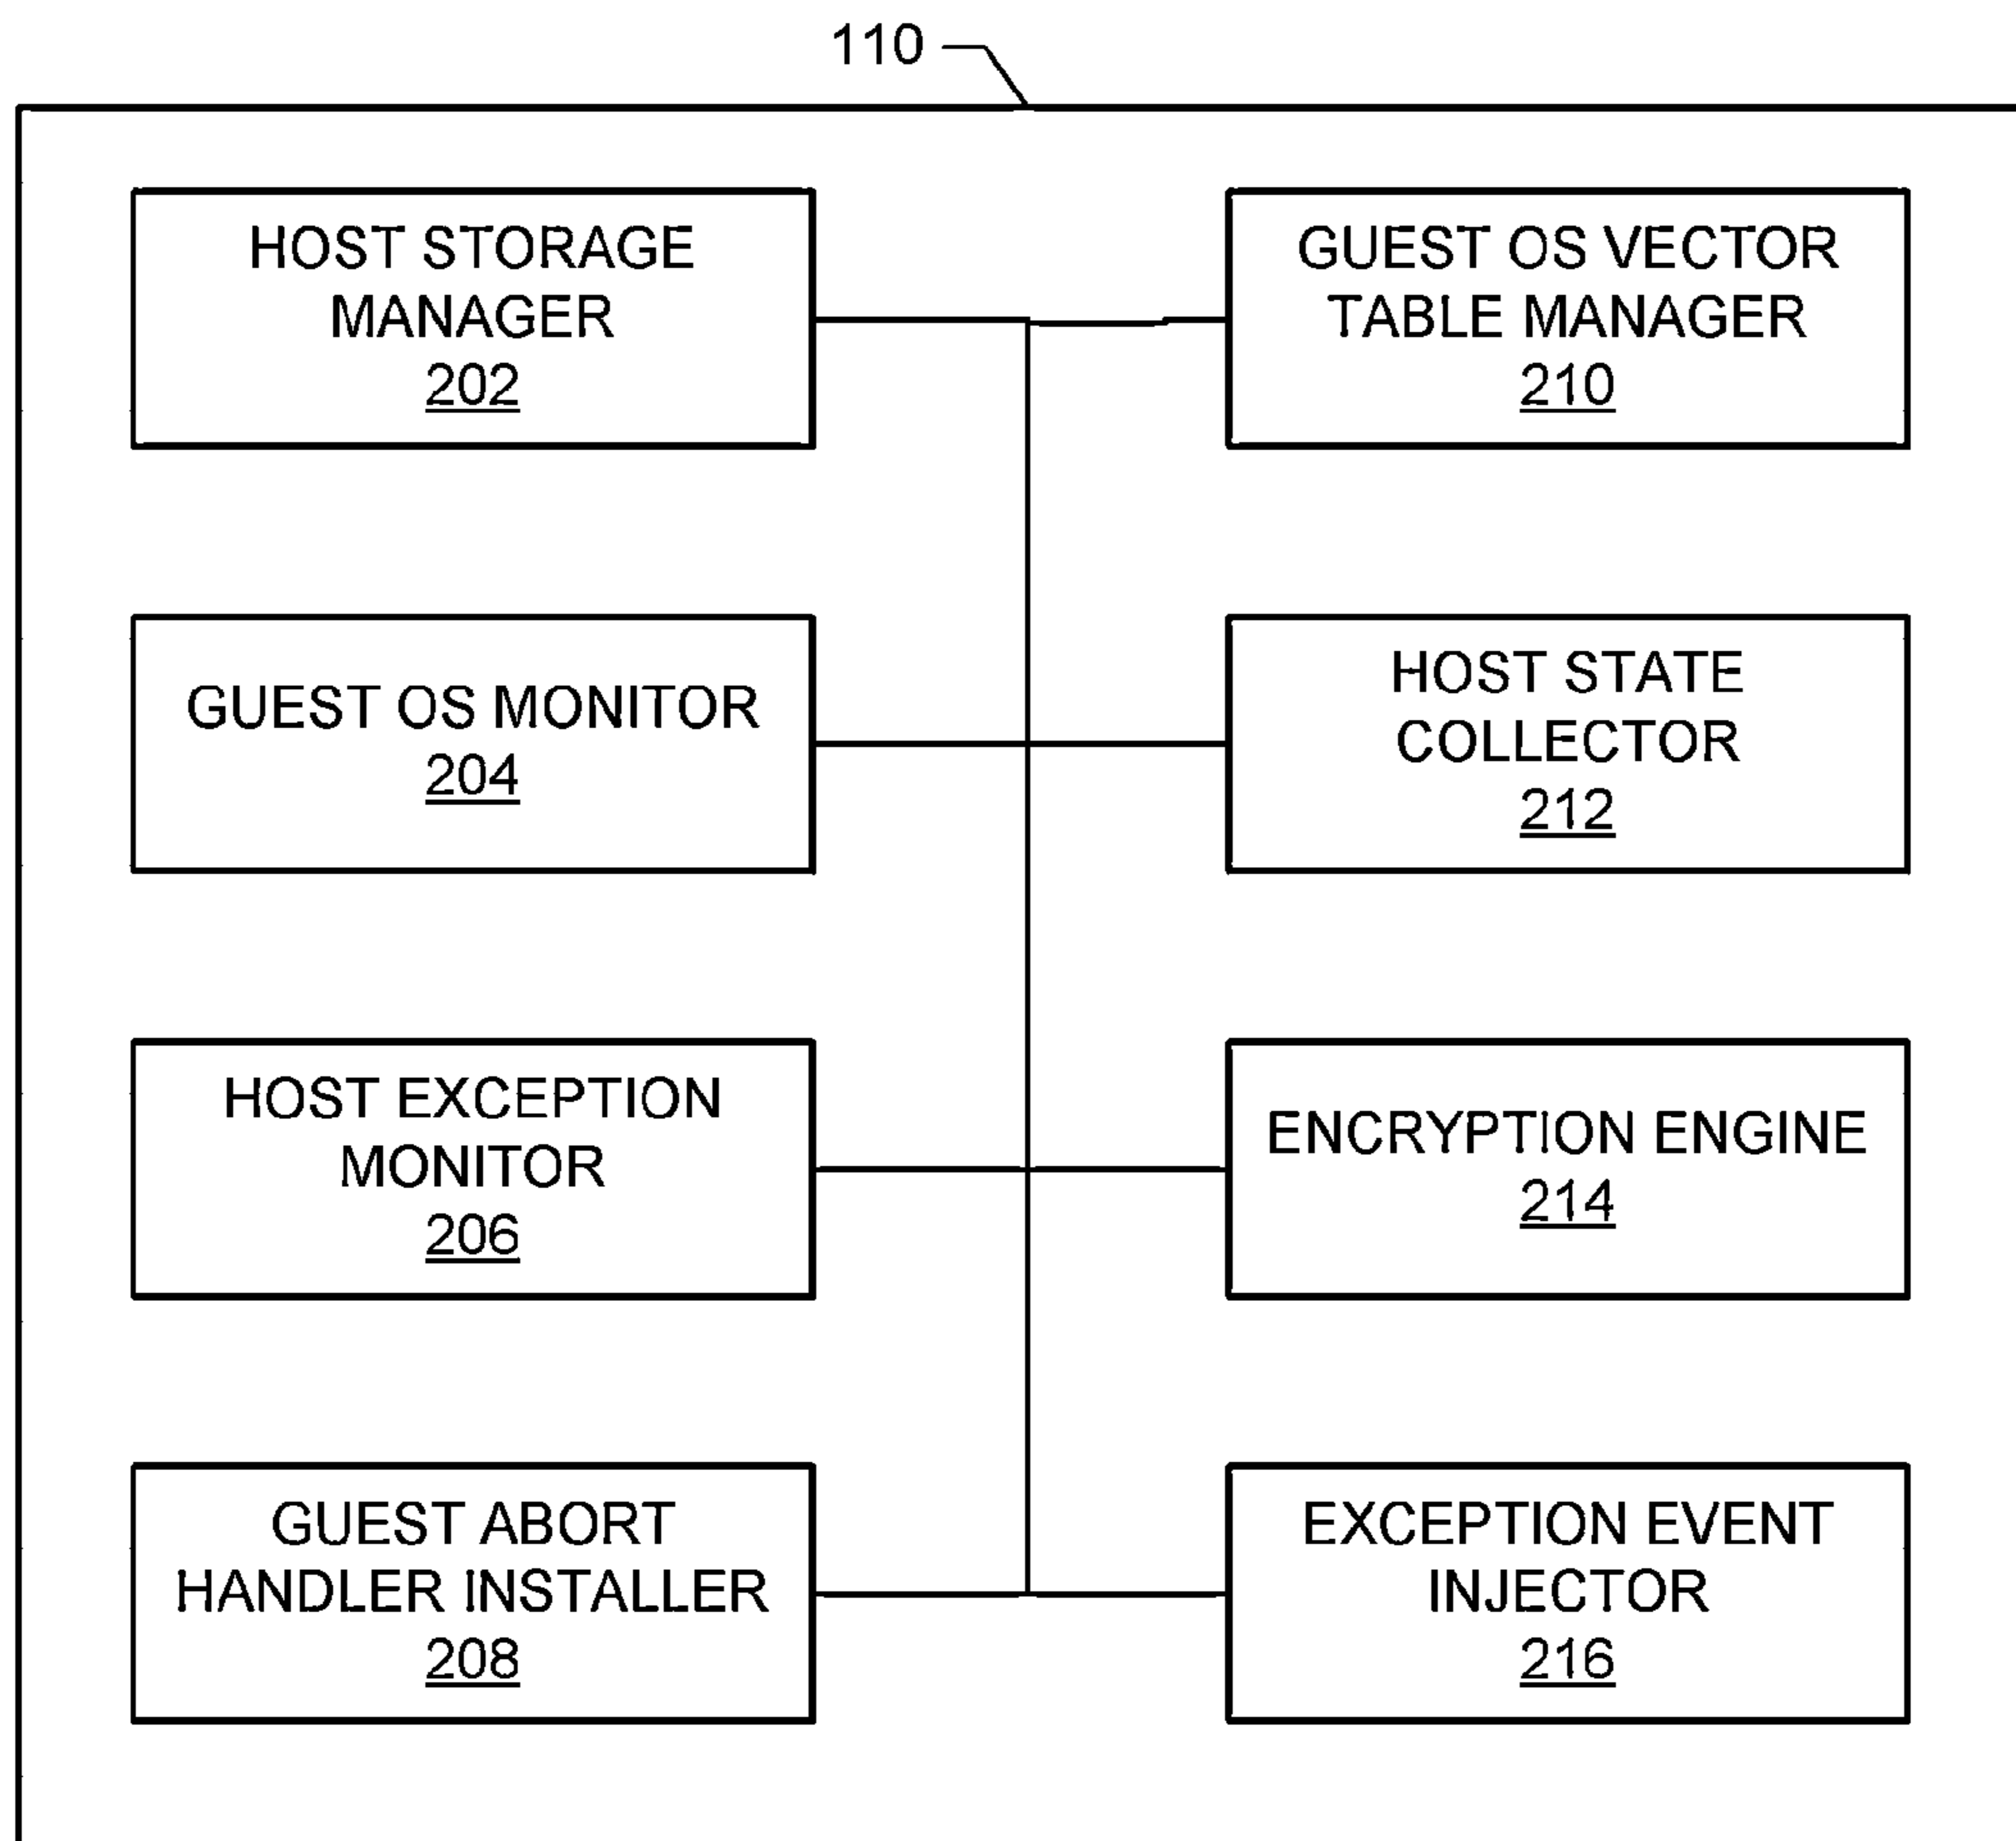 110
HOST STORAGE
MANAGER
202
GUEST OS VECTOR
TABLE MANAGER
210
GUEST OS MONITOR
204
HOST STATE
COLLECTOR
212
HOST EXCEPTION
MONITOR
206
ENCRYPTION ENGINE
214
GUEST ABORT
HANDLER INSTALLER
208
EXCEPTION EVENT
INJECTOR
216